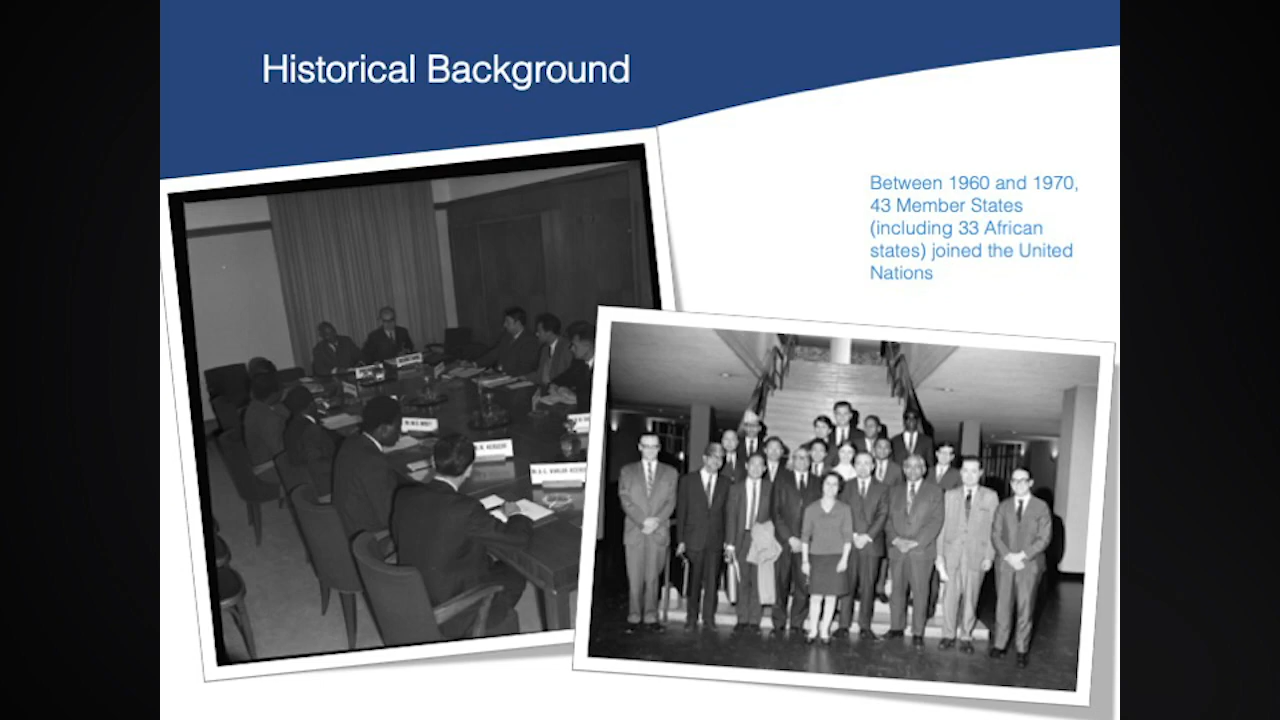 Historical Background
Between 1960 and 1970,
43 Member States
(including 33 African
states) joined the United
Nations